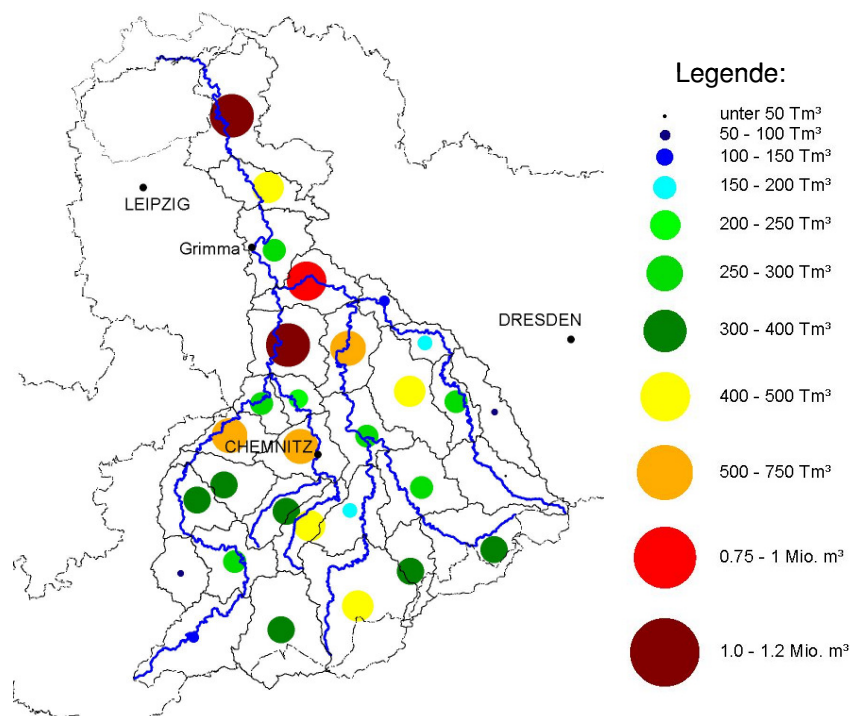 Legende:
unter 50 Tm³
50 - 100 Tm³
100 - 150 Tm³
150 - 200 Tm³
200 - 250 Tm³
250 - 300 Tm³
300 - 400 Tm³
400 - 500 Tm³
500 - 750 Tm³
0.75 - 1 Mio. m³
1.0 - 1.2 Mio. m³
LEIPZIG
Grimma
DRESDEN
CHEMNITZ